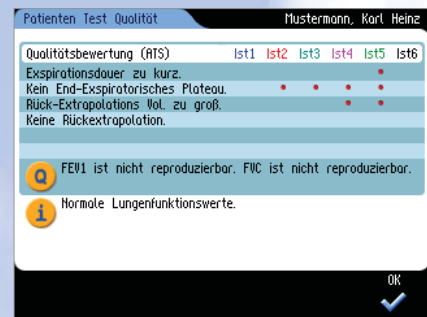 Patienten Test Qualität Mustermann, Karl Heinz
Qualitätsbewertung (ATS) Ist1 Ist2 Ist3 Ist4 Ist5 Ist6
Exspirationsdauer zu kurz.
Kein End-Exspiratorisches Plateau.
Rück-Extrapolations Vol. zu groß.
Keine Rückextrapolation.
Q FEV1 ist nicht reproduzierbar. FVC ist nicht reproduzierbar.
i Normale Lungenfunktionswerte.
OK